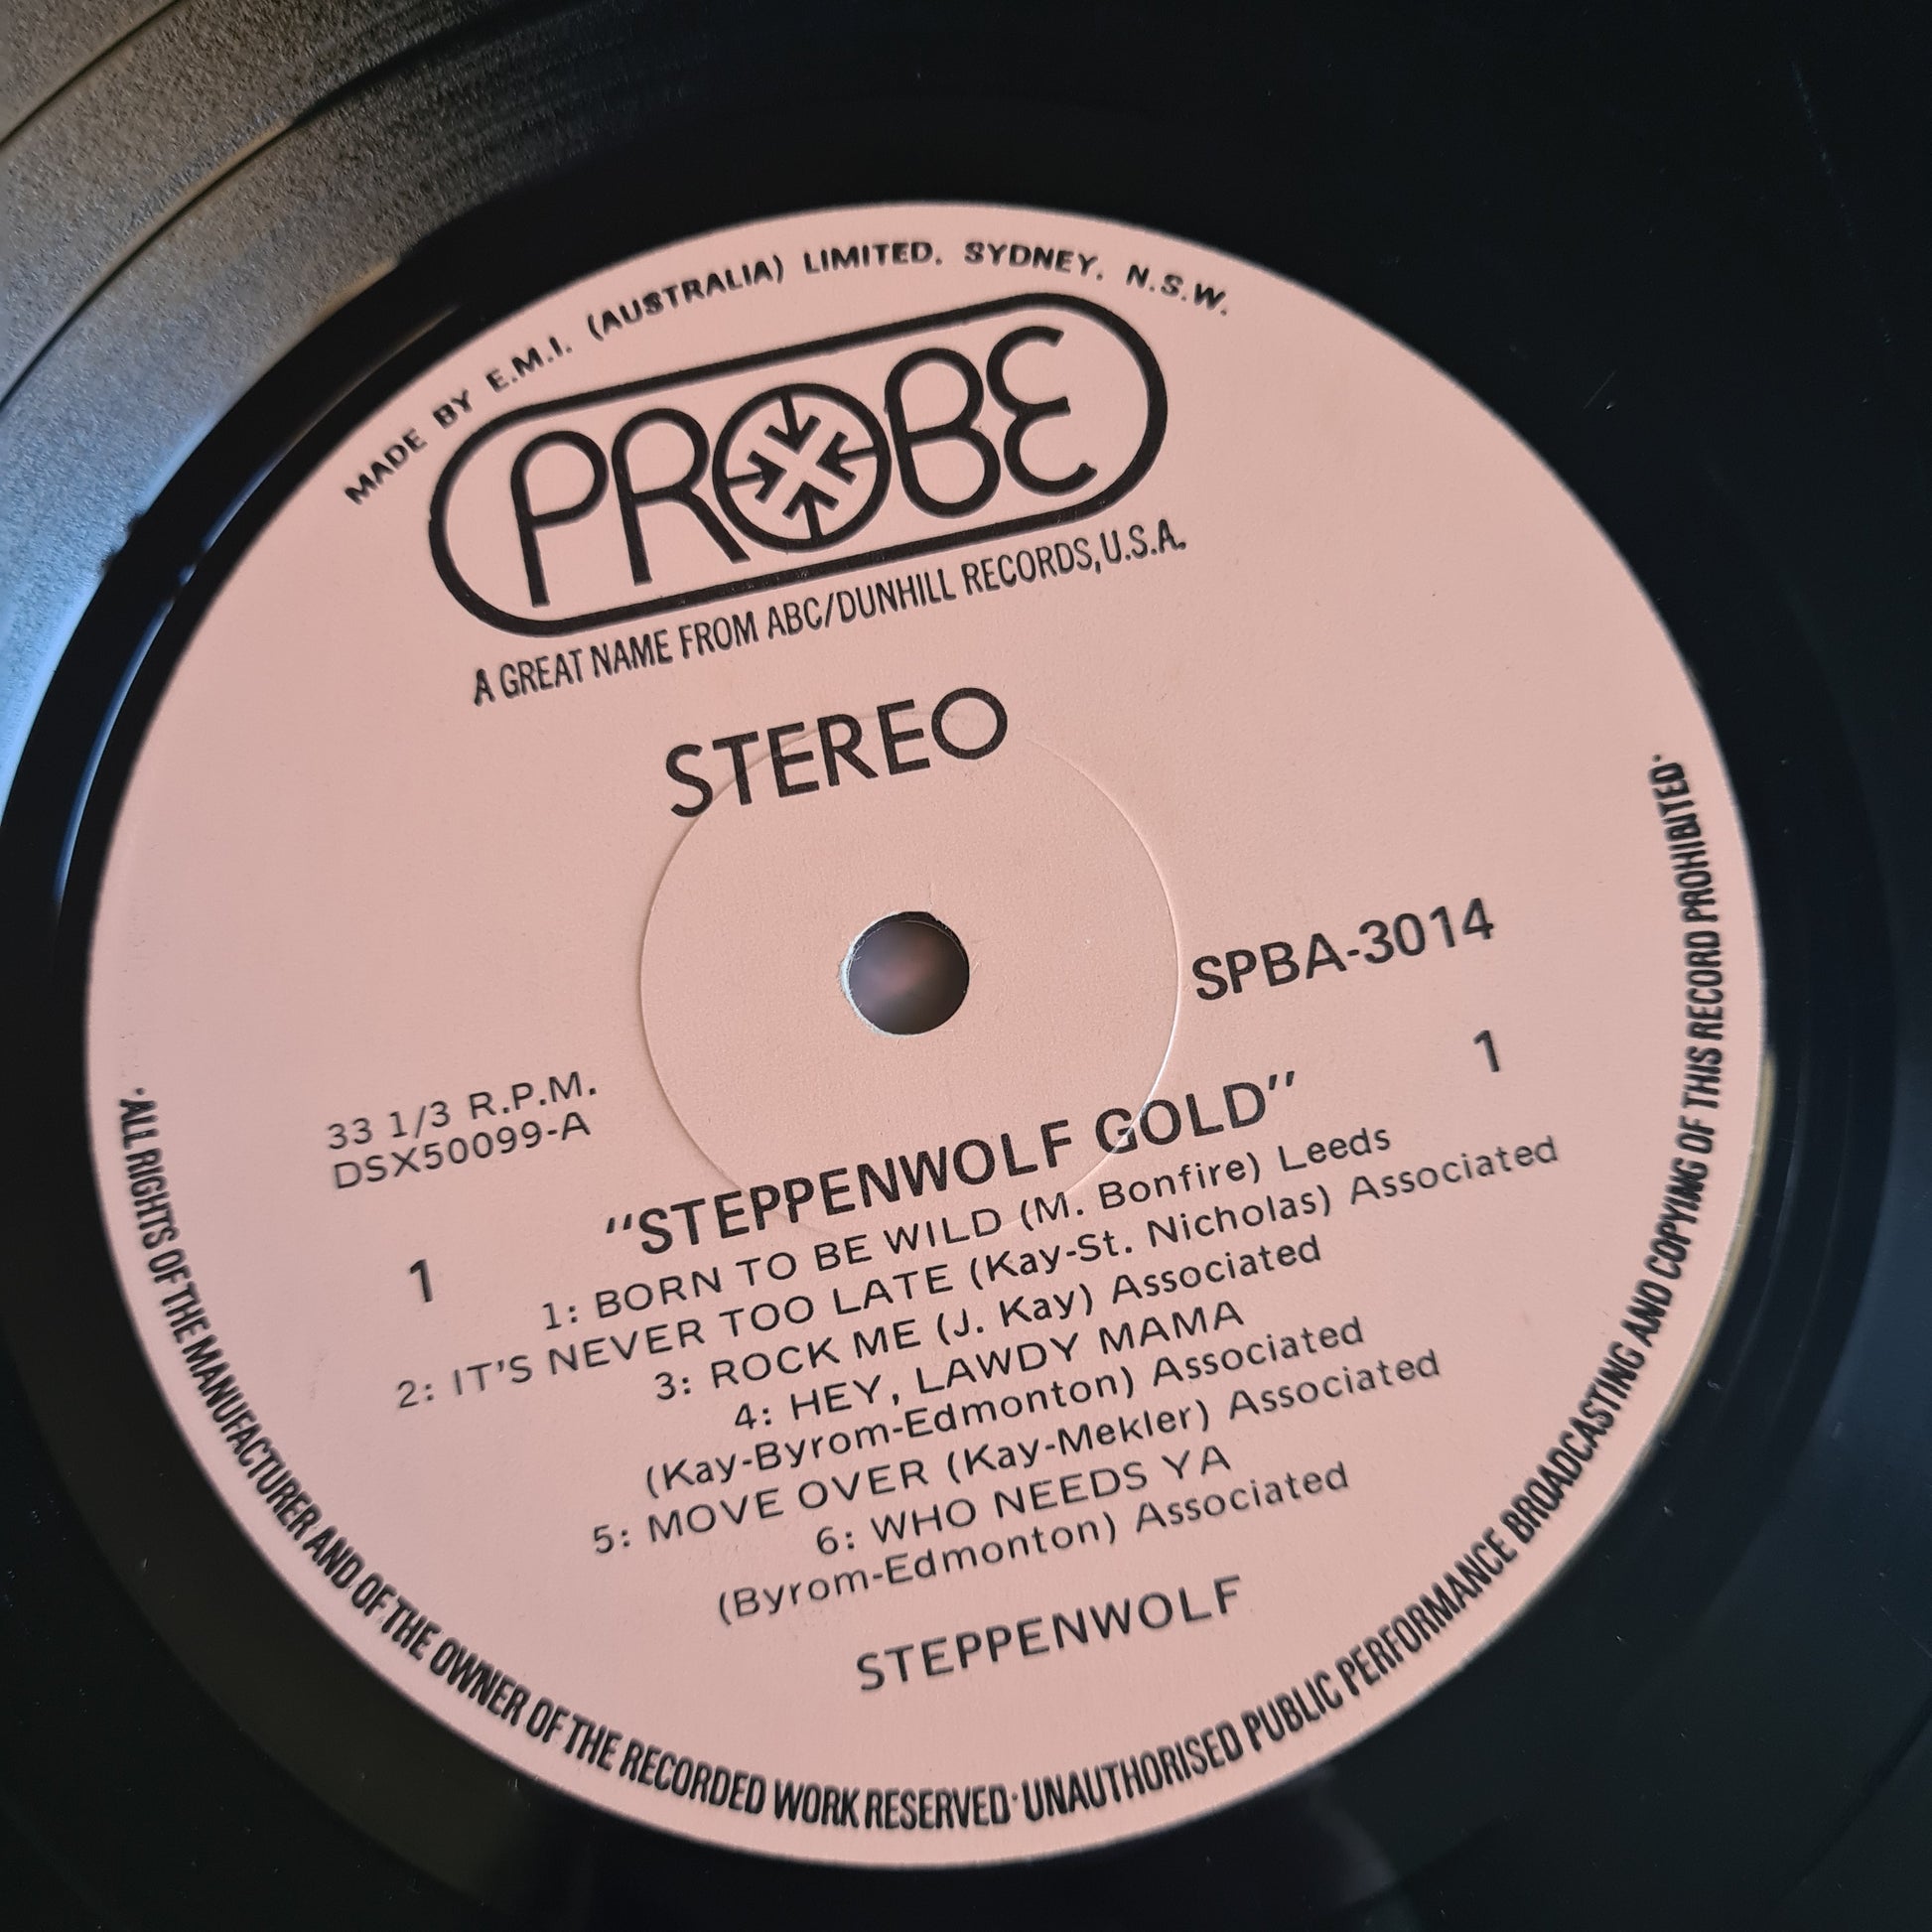 MADE BY E.M.I. (AUSTRALIA) LIMITED. SYDNEY. N.S.W.
PROBE
A GREAT NAME FROM ABC/DUNHILL RECORDS, U.S.A.
STEREO
SPBA-3014
33 1/3 R.P.M.
DSX50099-A
1
1
"STEPPENWOLF GOLD"
1: BORN TO BE WILD (M. Bonfire) Leeds
2: IT'S NEVER TOO LATE (Kay-St. Nicholas) Associated
3: ROCK ME (J. Kay) Associated
4: HEY, LAWDY MAMA
(Kay-Byrom-Edmonton) Associated
5: MOVE OVER (Kay-Mekler) Associated
6: WHO NEEDS YA
(Byrom-Edmonton) Associated
STEPPENWOLF
·ALL RIGHTS OF THE MANUFACTURER AND OF THE OWNER OF THE RECORDED WORK RESERVED·UNAUTHORISED PUBLIC PERFORMANCE BROADCASTING AND COPYING OF THIS RECORD PROHIBITED·